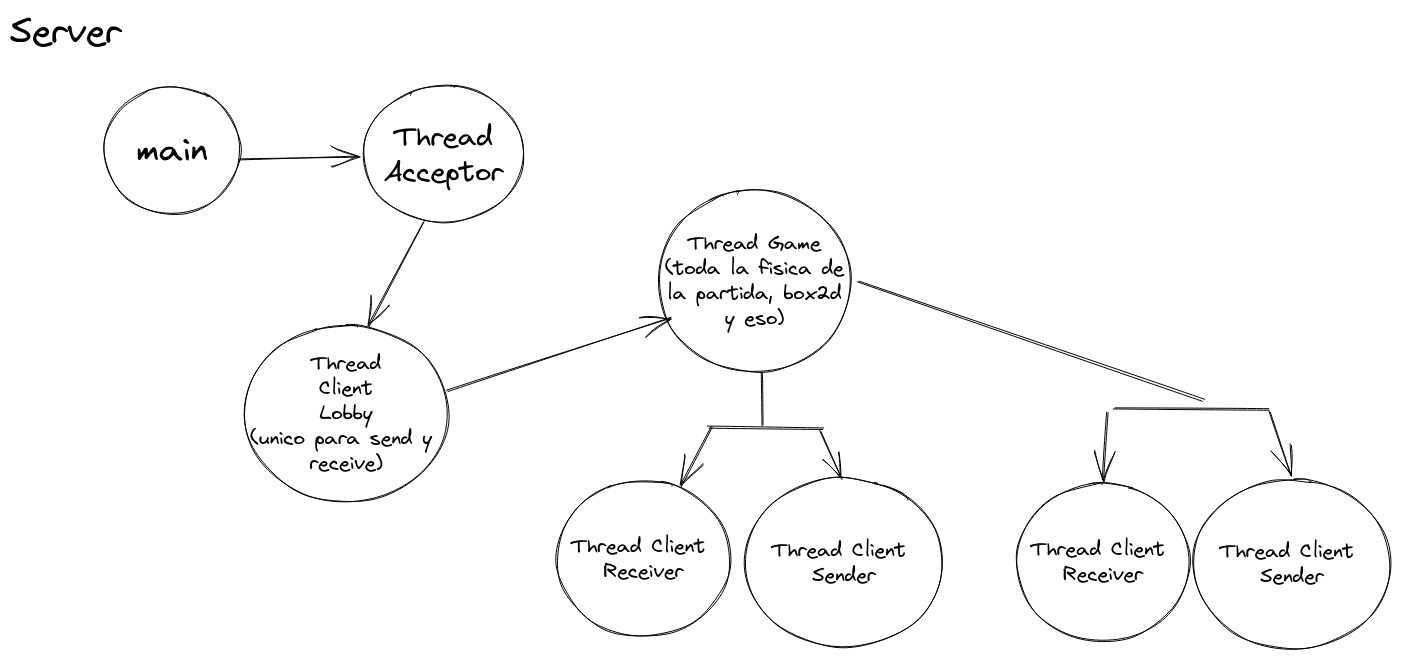 Server
main
Thread
Acceptor
Thread Game
(toda la fisica de
la partida, box2d
y eso)
Thread
Client
Lobby
(unico para send y
receive)
Thread Client
Receiver
Thread Client
Sender
Thread Client
Receiver
Thread Client
Sender